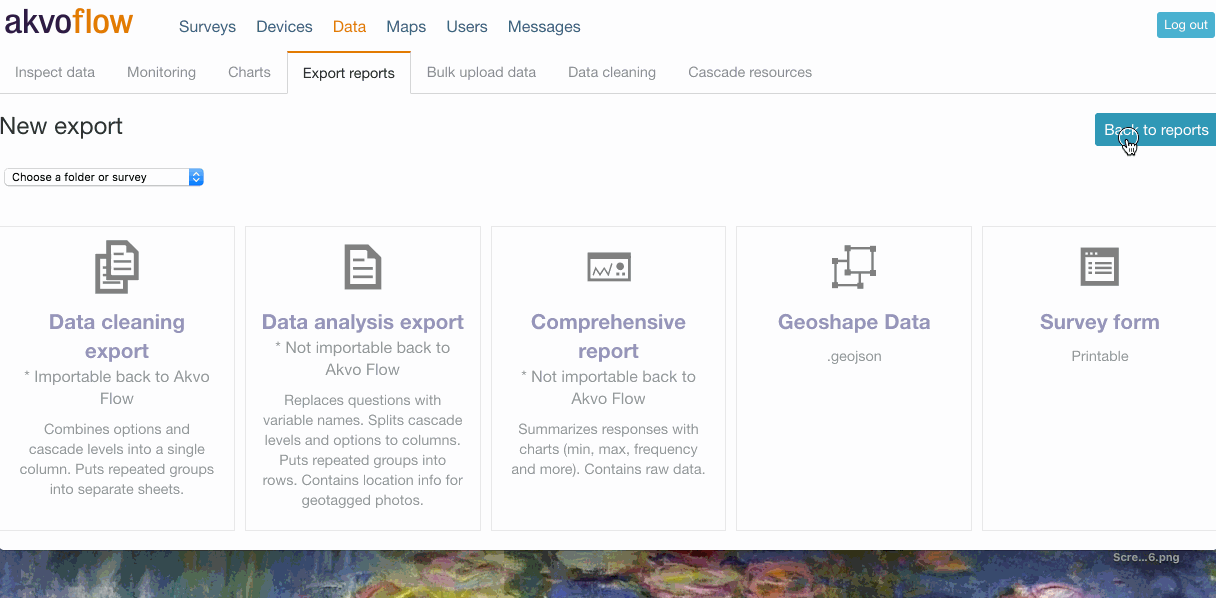 akvoflow
Surveys Devices Data Maps Users Messages
Log out
Inspect data Monitoring Charts Export reports Bulk upload data Data cleaning Cascade resources
New export
Back to reports
Choose a folder or survey
Data cleaning
export
* Importable back to Akvo
Flow
Combines options and
cascade levels into a single
column. Puts repeated groups
into separate sheets.
Data analysis export
* Not importable back to
Akvo Flow
Replaces questions with
variable names. Splits cascade
levels and options to columns.
Puts repeated groups into
rows. Contains location info for
geotagged photos.
Comprehensive
report
* Not importable back to
Akvo Flow
Summarizes responses with
charts (min, max, frequency
and more). Contains raw data.
Geoshape Data
.geojson
Survey form
Printable
Scre...6.png